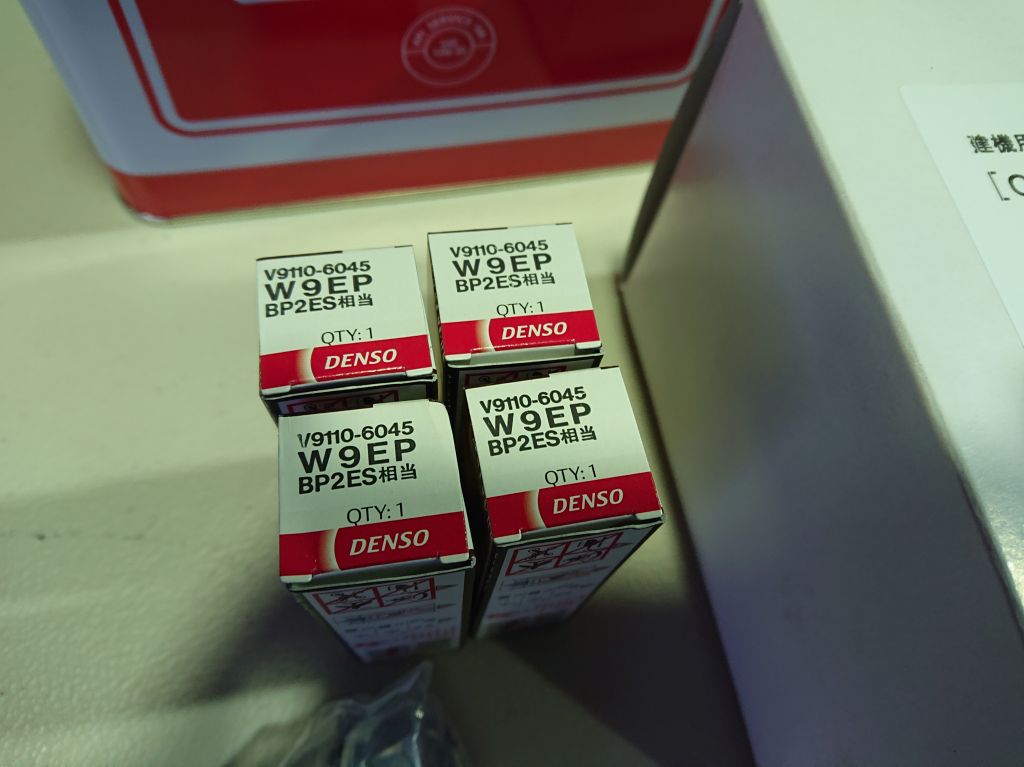 V9110-6045
W9EP
BP2ES相当
QTY: 1
DENSO
V9110-6045
W9EP
BP2ES相当
QTY: 1
DENSO
V9110-6045
W9EP
BP2ES相当
QTY: 1
DENSO
V9110-6045
W9EP
BP2ES相当
QTY: 1
DENSO
建機用